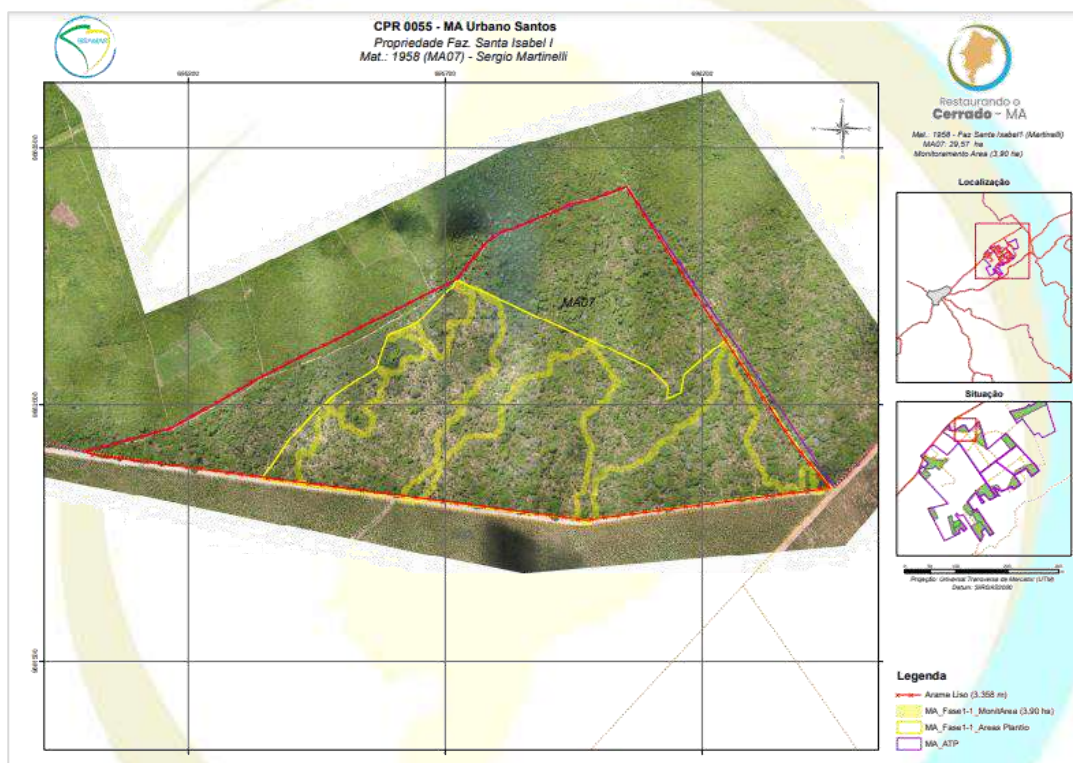 CPR 0055 - MA Urbano Santos
Propriedade Faz. Santa Isabel I
Mat.: 1958 (MA07) - Sergio Martinelli
Restaurando o
Cerrado - MA
Mat.: 1958 - Faz Santa Isabel1 (Martinelli)
MA07: 29,57 ha
Monitoramento Area (3,90 ha)
Localização
MA07
Situação
Projeção: Universal Transversa de Mercator (UTM)
Datum: SIRGAS2000
Legenda
Arame Liso (3.358 m)
MA_Fase1-1_MonitArea (3,90 ha)
MA_Fase1-1_Areas Plantio
MA_ATP